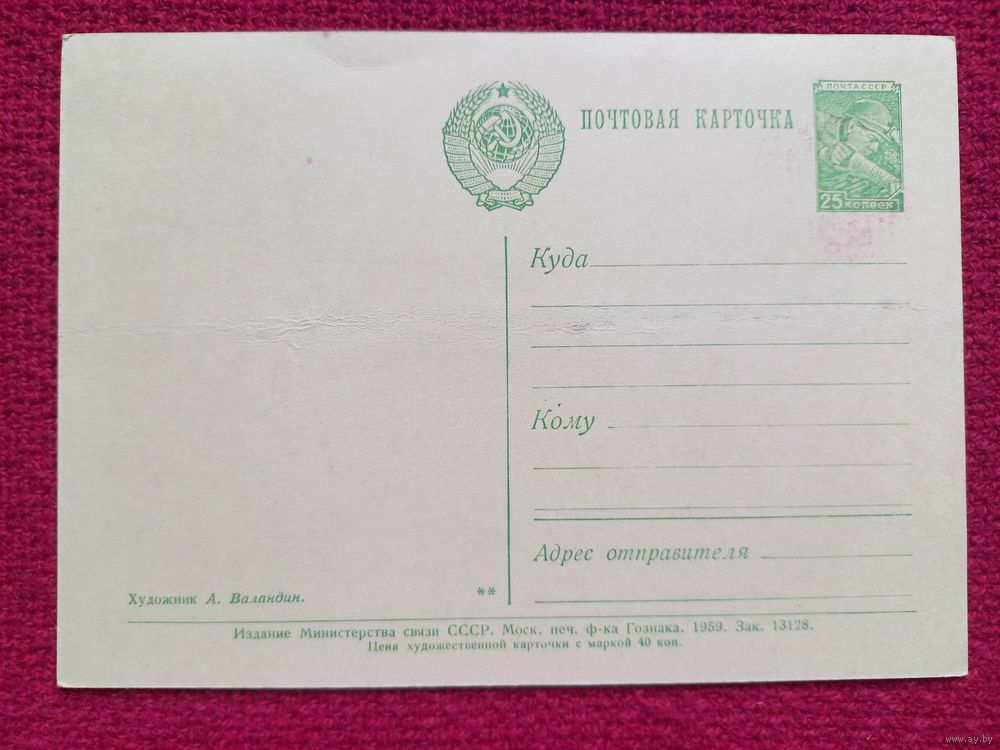 ПОЧТОВАЯ КАРТОЧКА
ПОЧТА СССР
25 копеек
Куда
Кому
Адрес отправителя
Художник А. Валандин.
**
Издание Министерства связи СССР. Моск. печ. ф-ка Гознака. 1959. Зак. 13128.
Цена художественной карточки с маркой 40 коп.
www.ay.by